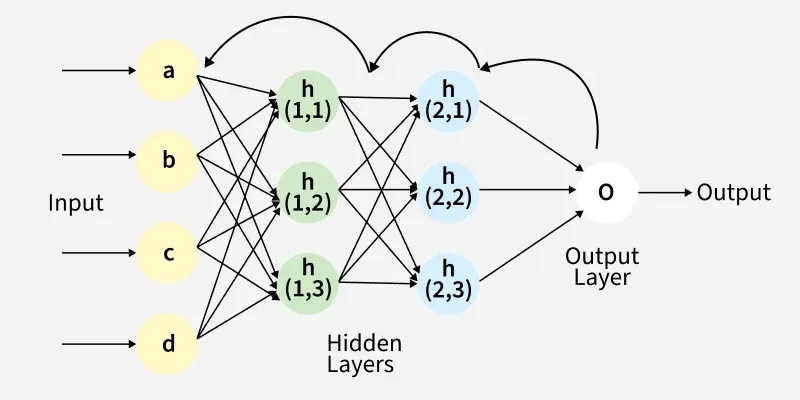 a
b
c
d
Input
h
(1,1)
h
(1,2)
h
(1,3)
Hidden
Layers
h
(2,1)
h
(2,2)
h
(2,3)
O
Output
Layer
Output